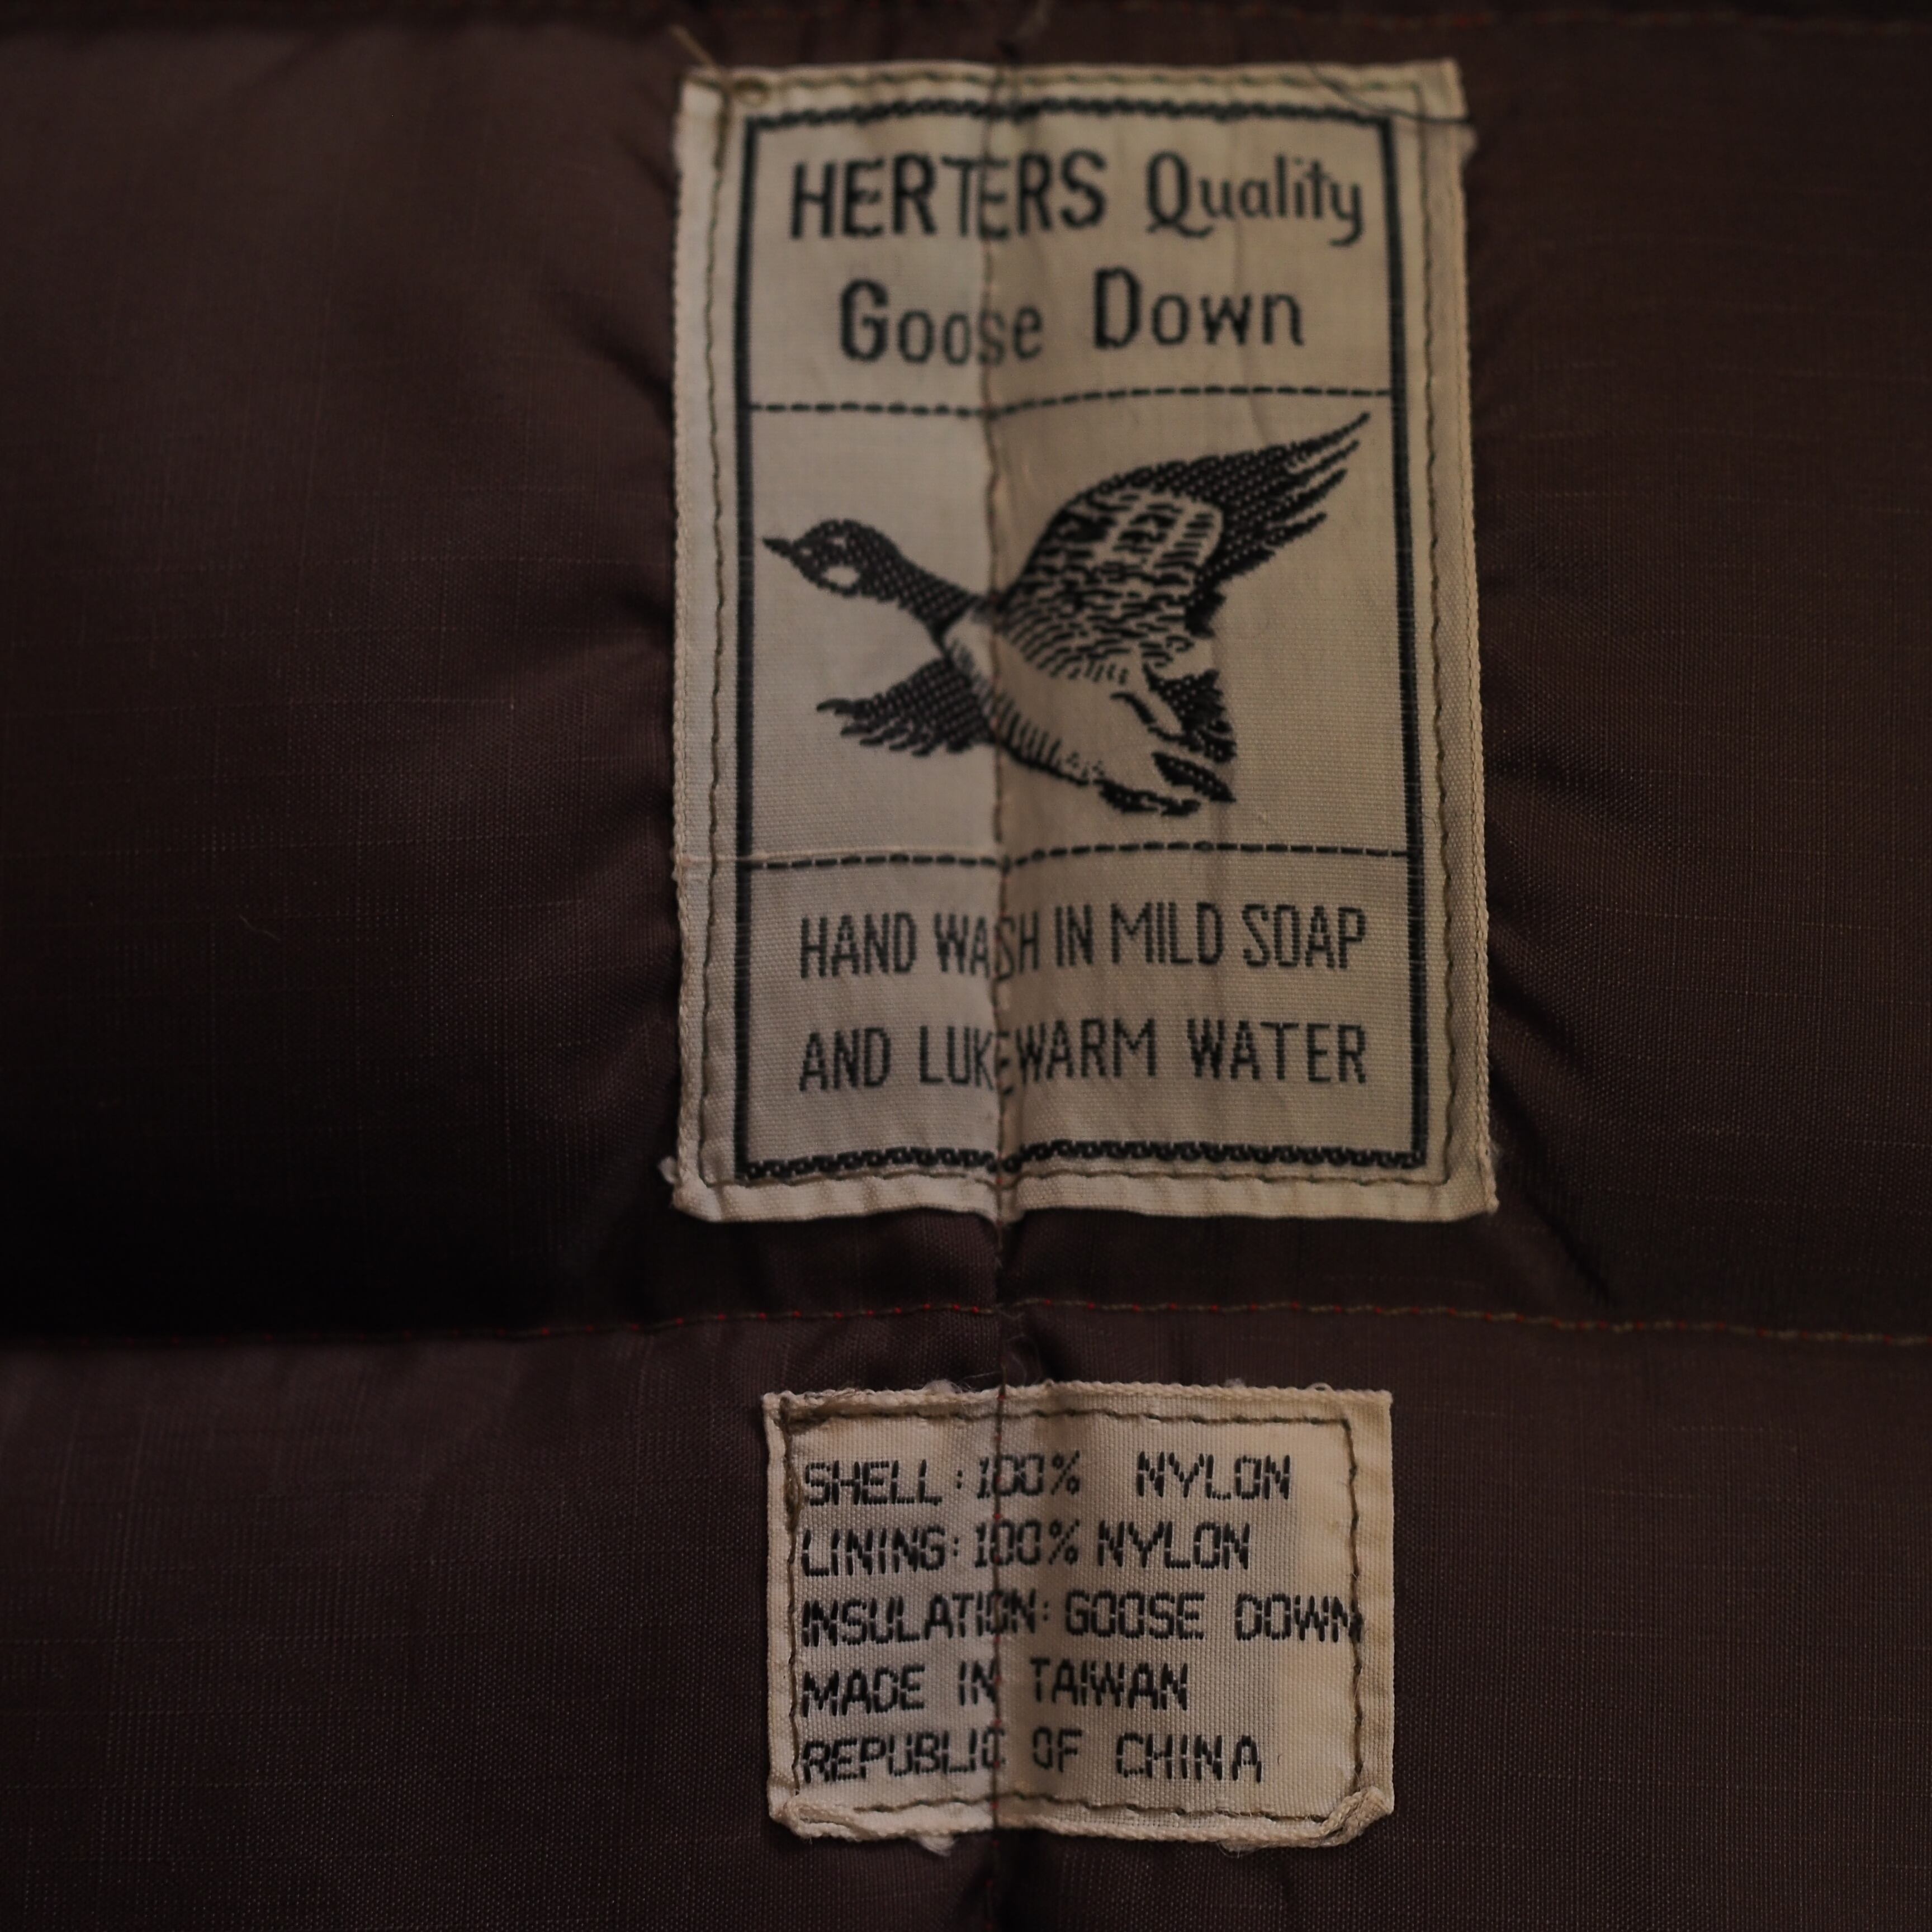 HERTERS Quality
Goose Down
HAND WASH IN MILD SOAP
AND LUKEWARM WATER
SHELL: 100% NYLON
LINING: 100% NYLON
INSULATION: GOOSE DOWN
MADE IN TAIWAN
REPUBLIC OF CHINA